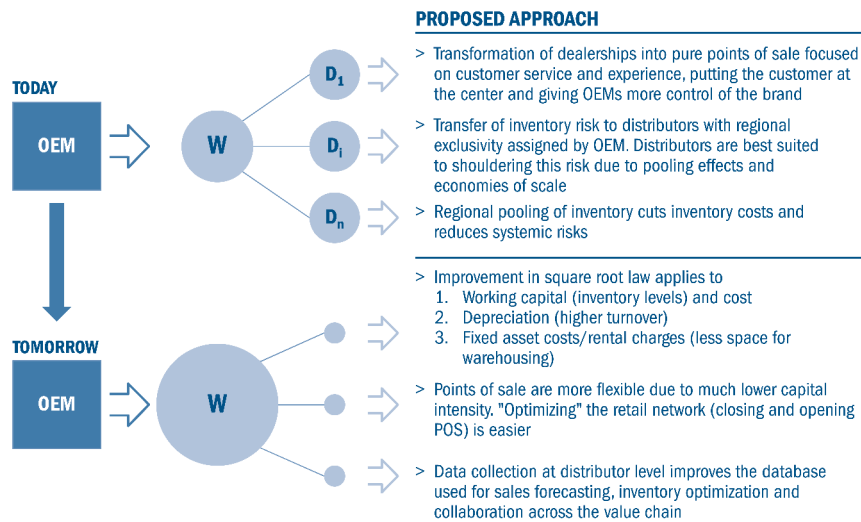 PROPOSED APPROACH
TODAY
OEM
W
D1
Di
Dn
> Transformation of dealerships into pure points of sale focused
on customer service and experience, putting the customer at
the center and giving OEMs more control of the brand
> Transfer of inventory risk to distributors with regional
exclusivity assigned by OEM. Distributors are best suited
to shouldering this risk due to pooling effects and
economies of scale
> Regional pooling of inventory cuts inventory costs and
reduces systemic risks
TOMORROW
OEM
W
> Improvement in square root law applies to
1. Working capital (inventory levels) and cost
2. Depreciation (higher turnover)
3. Fixed asset costs/rental charges (less space for
warehousing)
> Points of sale are more flexible due to much lower capital
intensity. "Optimizing" the retail network (closing and opening
POS) is easier
> Data collection at distributor level improves the database
used for sales forecasting, inventory optimization and
collaboration across the value chain